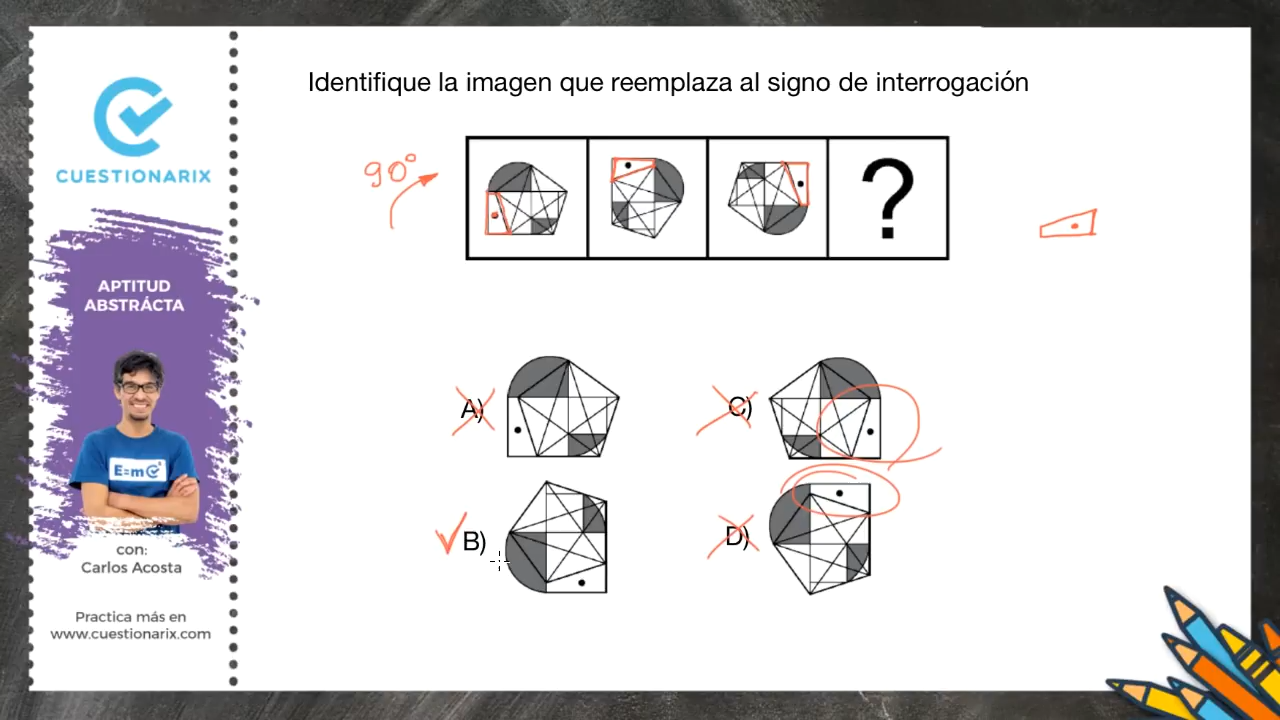 CUESTIONARIX
APTITUD
ABSTRÁCTA
E=m
con:
Carlos Acosta
Practica más en
www.cuestionarix.com
Identifique la imagen que reemplaza al signo de interrogación
90°
?
A)
C)
B)
D)